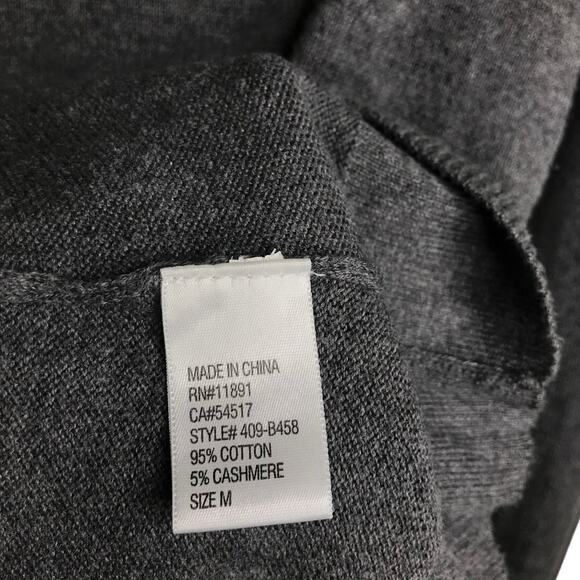 MADE IN CHINA
RN#11891
CA#54517
STYLE# 409-B458
95% COTTON
5% CASHMERE
SIZE M